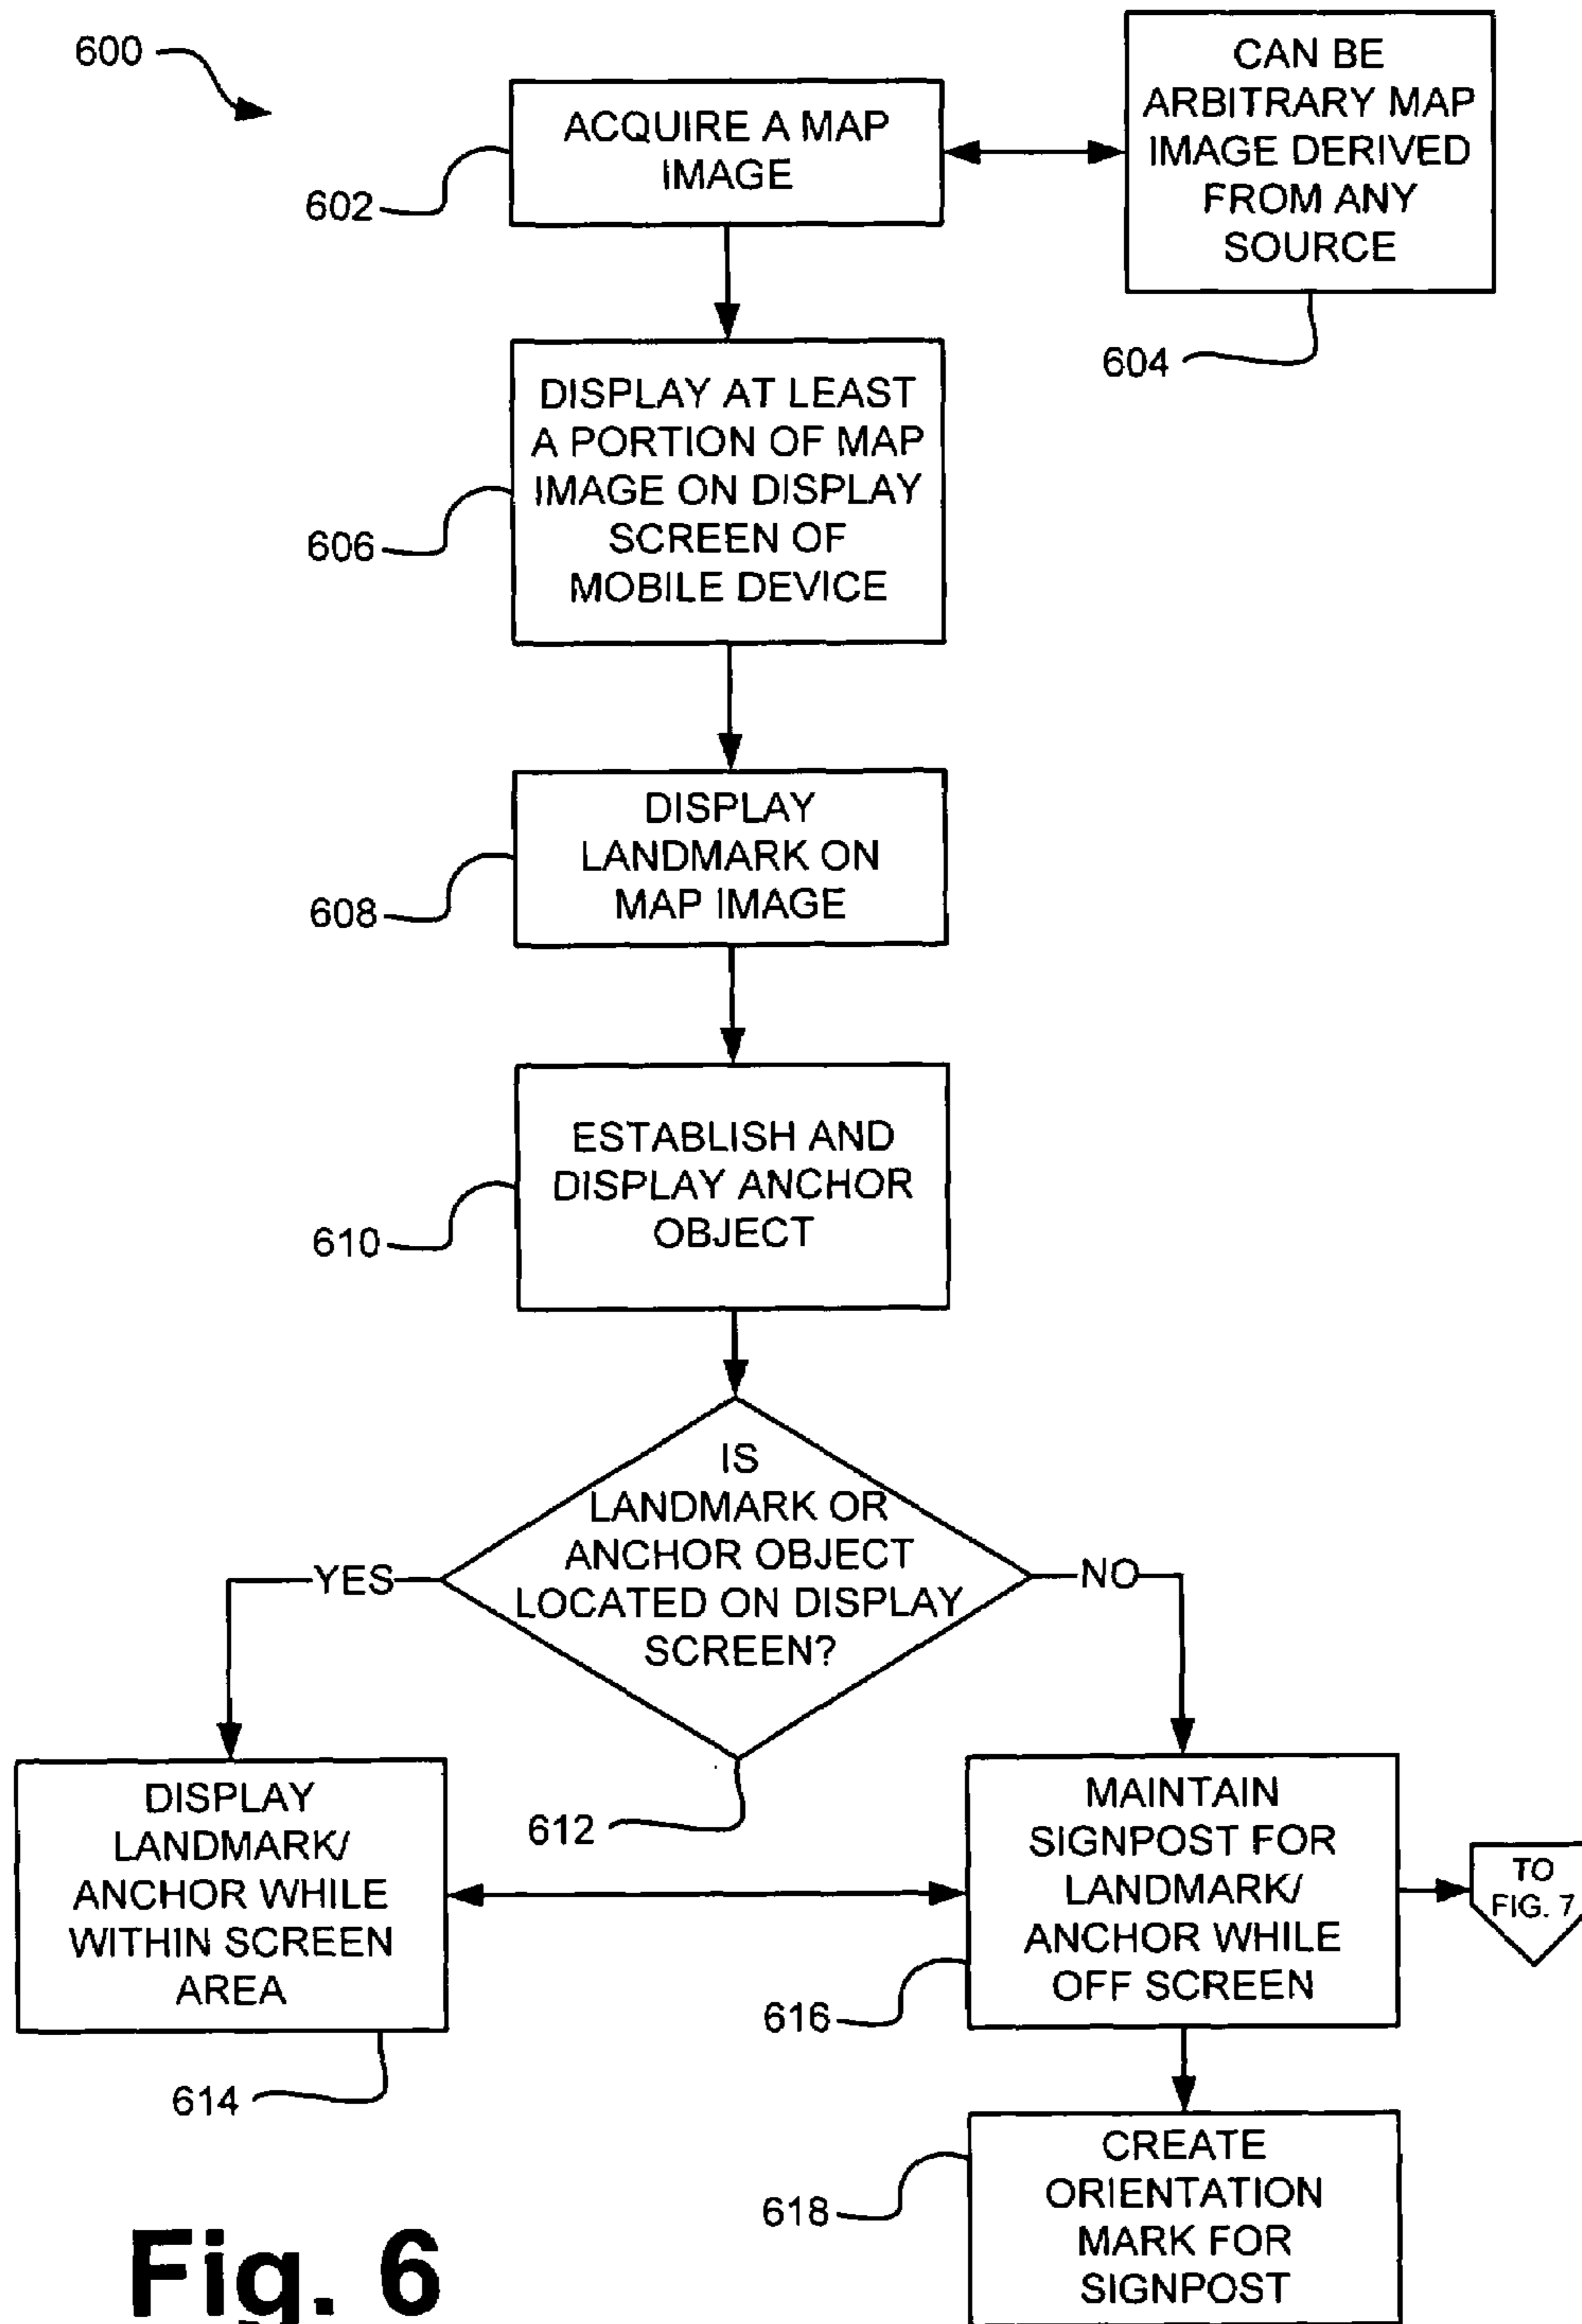 600
ACQUIRE A MAP
IMAGE
602
CAN BE
ARBITRARY MAP
IMAGE DERIVED
FROM ANY
SOURCE
604
DISPLAY AT LEAST
A PORTION OF MAP
IMAGE ON DISPLAY
SCREEN OF
MOBILE DEVICE
606
DISPLAY
LANDMARK ON
MAP IMAGE
608
ESTABLISH AND
DISPLAY ANCHOR
OBJECT
610
IS
LANDMARK OR
ANCHOR OBJECT
LOCATED ON DISPLAY
SCREEN?
YES
NO
612
DISPLAY
LANDMARK/
ANCHOR WHILE
WITHIN SCREEN
AREA
614
MAINTAIN
SIGNPOST FOR
LANDMARK/
ANCHOR WHILE
OFF SCREEN
616
TO
FIG. 7
CREATE
ORIENTATION
MARK FOR
SIGNPOST
618
Fig. 6